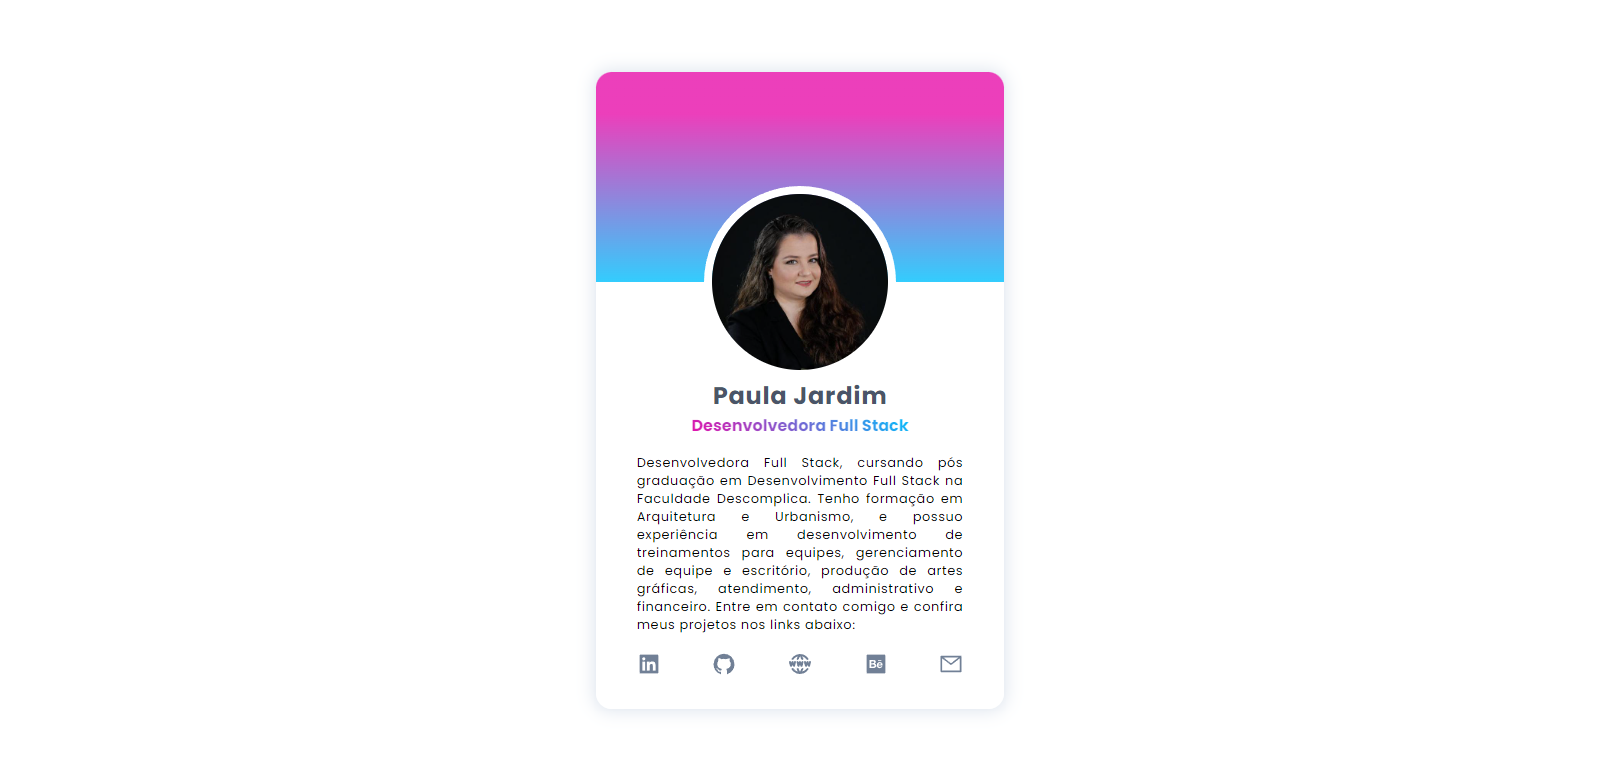 Paula Jardim
Desenvolvedora Full Stack
Desenvolvedora Full Stack, cursando pós
graduação em Desenvolvimento Full Stack na
Faculdade Descomplica. Tenho formação em
Arquitetura e Urbanismo, e possuo
experiência em desenvolvimento de
treinamentos para equipes, gerenciamento
de equipe e escritório, produção de artes
gráficas, atendimento, administrativo e
financeiro. Entre em contato comigo e confira
meus projetos nos links abaixo:
in www Bē